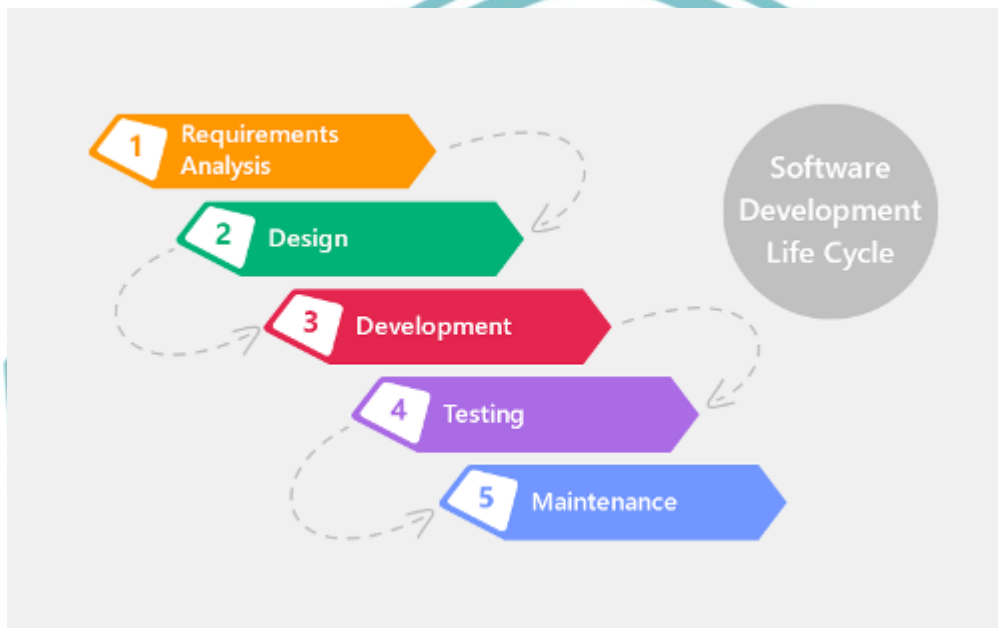 1
Requirements
Analysis
2
Design
3
Development
4
Testing
5
Maintenance
Software
Development
Life Cycle